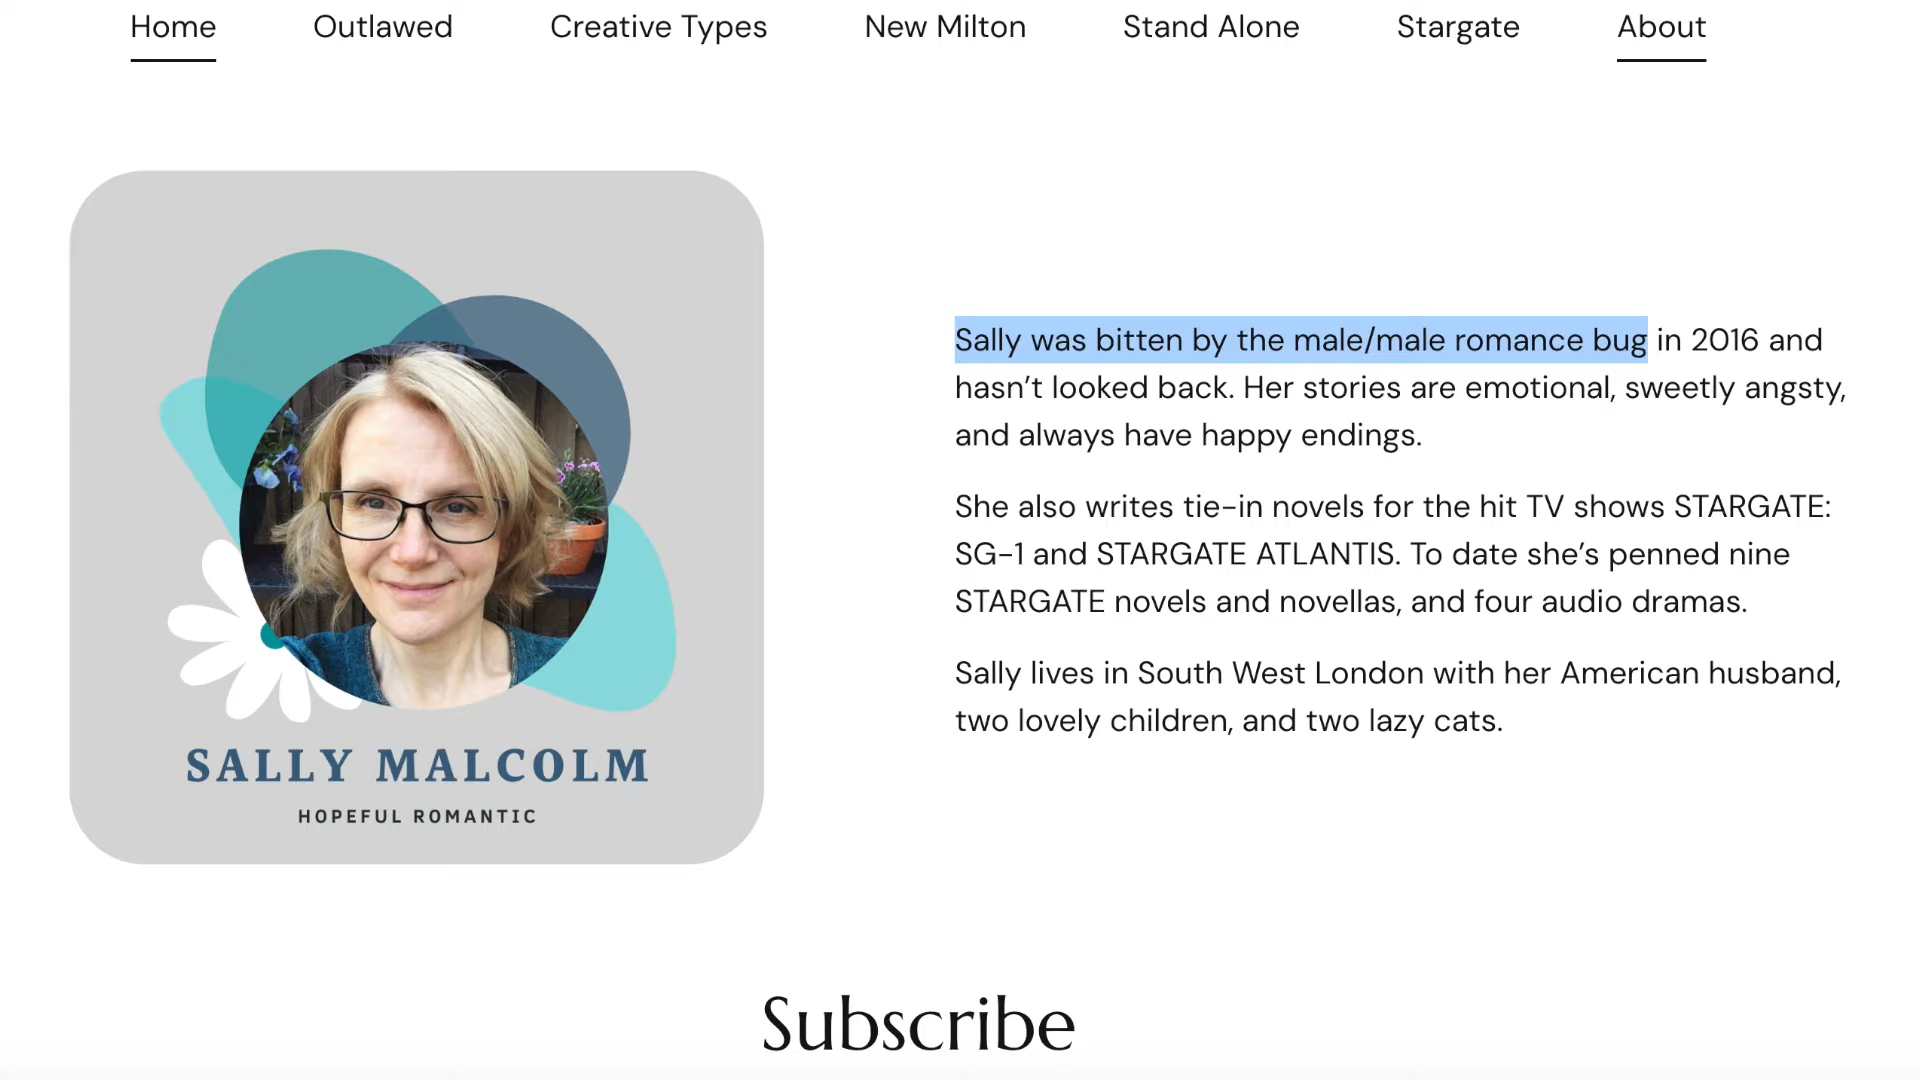 Home Outlawed Creative Types New Milton Stand Alone Stargate About
SALLY MALCOLM
HOPEFUL ROMANTIC
Sally was bitten by the male/male romance bug in 2016 and
hasn’t looked back. Her stories are emotional, sweetly angsty,
and always have happy endings.
She also writes tie-in novels for the hit TV shows STARGATE:
SG-1 and STARGATE ATLANTIS. To date she’s penned nine
STARGATE novels and novellas, and four audio dramas.
Sally lives in South West London with her American husband,
two lovely children, and two lazy cats.
Subscribe